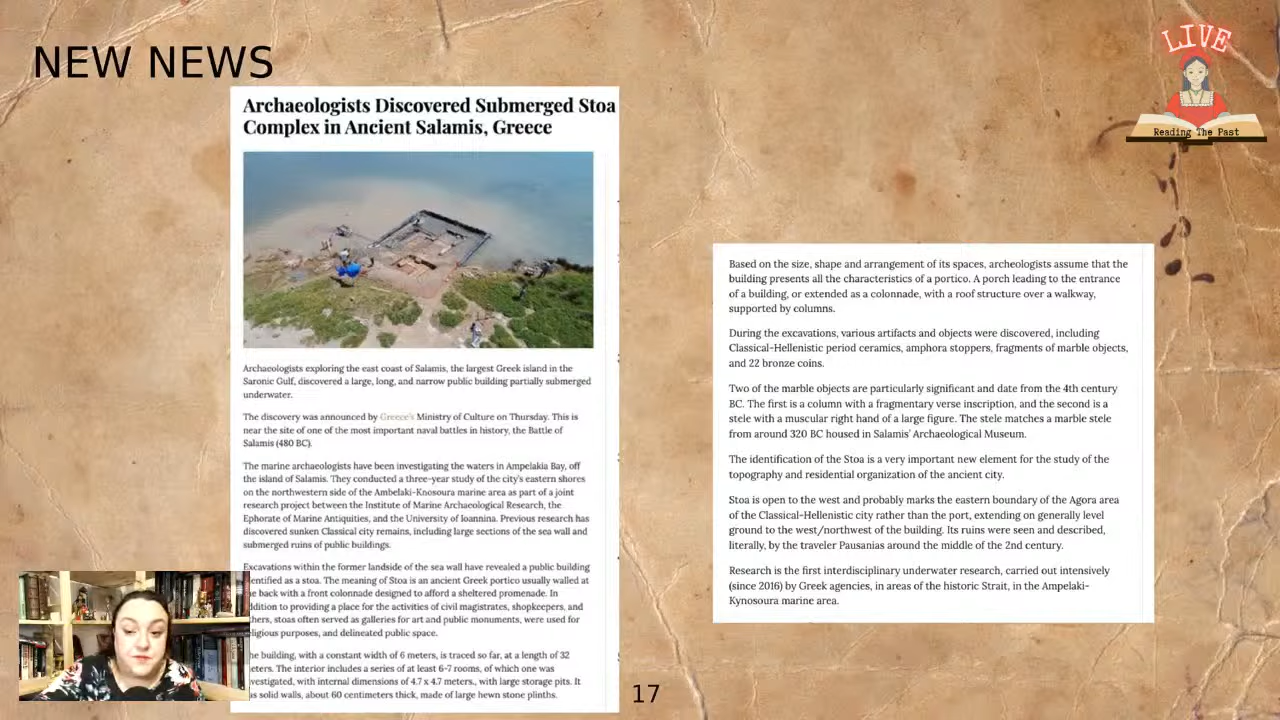 NEW NEWS
LIVE
Reading The Past
Archaeologists Discovered Submerged Stoa
Complex in Ancient Salamis, Greece
Archaeologists exploring the east coast of Salamis, the largest Greek island in the
Saronic Gulf, discovered a large, long, and narrow public building partially submerged
underwater.
The discovery was announced by Greece's Ministry of Culture on Thursday. This is
near the site of one of the most important naval battles in history, the Battle of
Salamis (480 BC).
The marine archaeologists have been investigating the waters in Ampelakia Bay, off
the island of Salamis. They conducted a three-year study of the city's eastern shores
on the northwestern side of the Ambelaki-Knosoura marine area as part of a joint
research project between the Institute of Marine Archaeological Research, the
Ephorate of Marine Antiquities, and the University of Ioannina. Previous research has
discovered sunken Classical city remains, including large sections of the sea wall and
submerged ruins of public buildings.
Excavations within the former landside of the sea wall have revealed a public building
entified as a stoa. The meaning of Stoa is an ancient Greek portico usually walled at
e back with a front colonnade designed to afford a sheltered promenade. In
ddition to providing a place for the activities of civil magistrates, shopkeepers, and
hers, stoas often served as galleries for art and public monuments, were used for
ligious purposes, and delineated public space.
he building, with a constant width of 6 meters, is traced so far, at a length of 32
eters. The interior includes a series of at least 6-7 rooms, of which one was
vestigated, with internal dimensions of 4.7 x 4.7 meters., with large storage pits. It
s solid walls, about 60 centimeters thick, made of large hewn stone plinths.
Based on the size, shape and arrangement of its spaces, archeologists assume that the
building presents all the characteristics of a portico. A porch leading to the entrance
of a building, or extended as a colonnade, with a roof structure over a walkway,
supported by columns.
During the excavations, various artifacts and objects were discovered, including
Classical-Hellenistic period ceramics, amphora stoppers, fragments of marble objects,
and 22 bronze coins.
Two of the marble objects are particularly significant and date from the 4th century
BC. The first is a column with a fragmentary verse inscription, and the second is a
stele with a muscular right hand of a large figure. The stele matches a marble stele
from around 320 BC housed in Salamis' Archaeological Museum.
The identification of the Stoa is a very important new element for the study of the
topography and residential organization of the ancient city.
Stoa is open to the west and probably marks the eastern boundary of the Agora area
of the Classical-Hellenistic city rather than the port, extending on generally level
ground to the west/northwest of the building. Its ruins were seen and described,
literally, by the traveler Pausanias around the middle of the 2nd century.
Research is the first interdisciplinary underwater research, carried out intensively
(since 2016) by Greek agencies, in areas of the historic Strait, in the Ampelaki-
Kynosoura marine area.
17